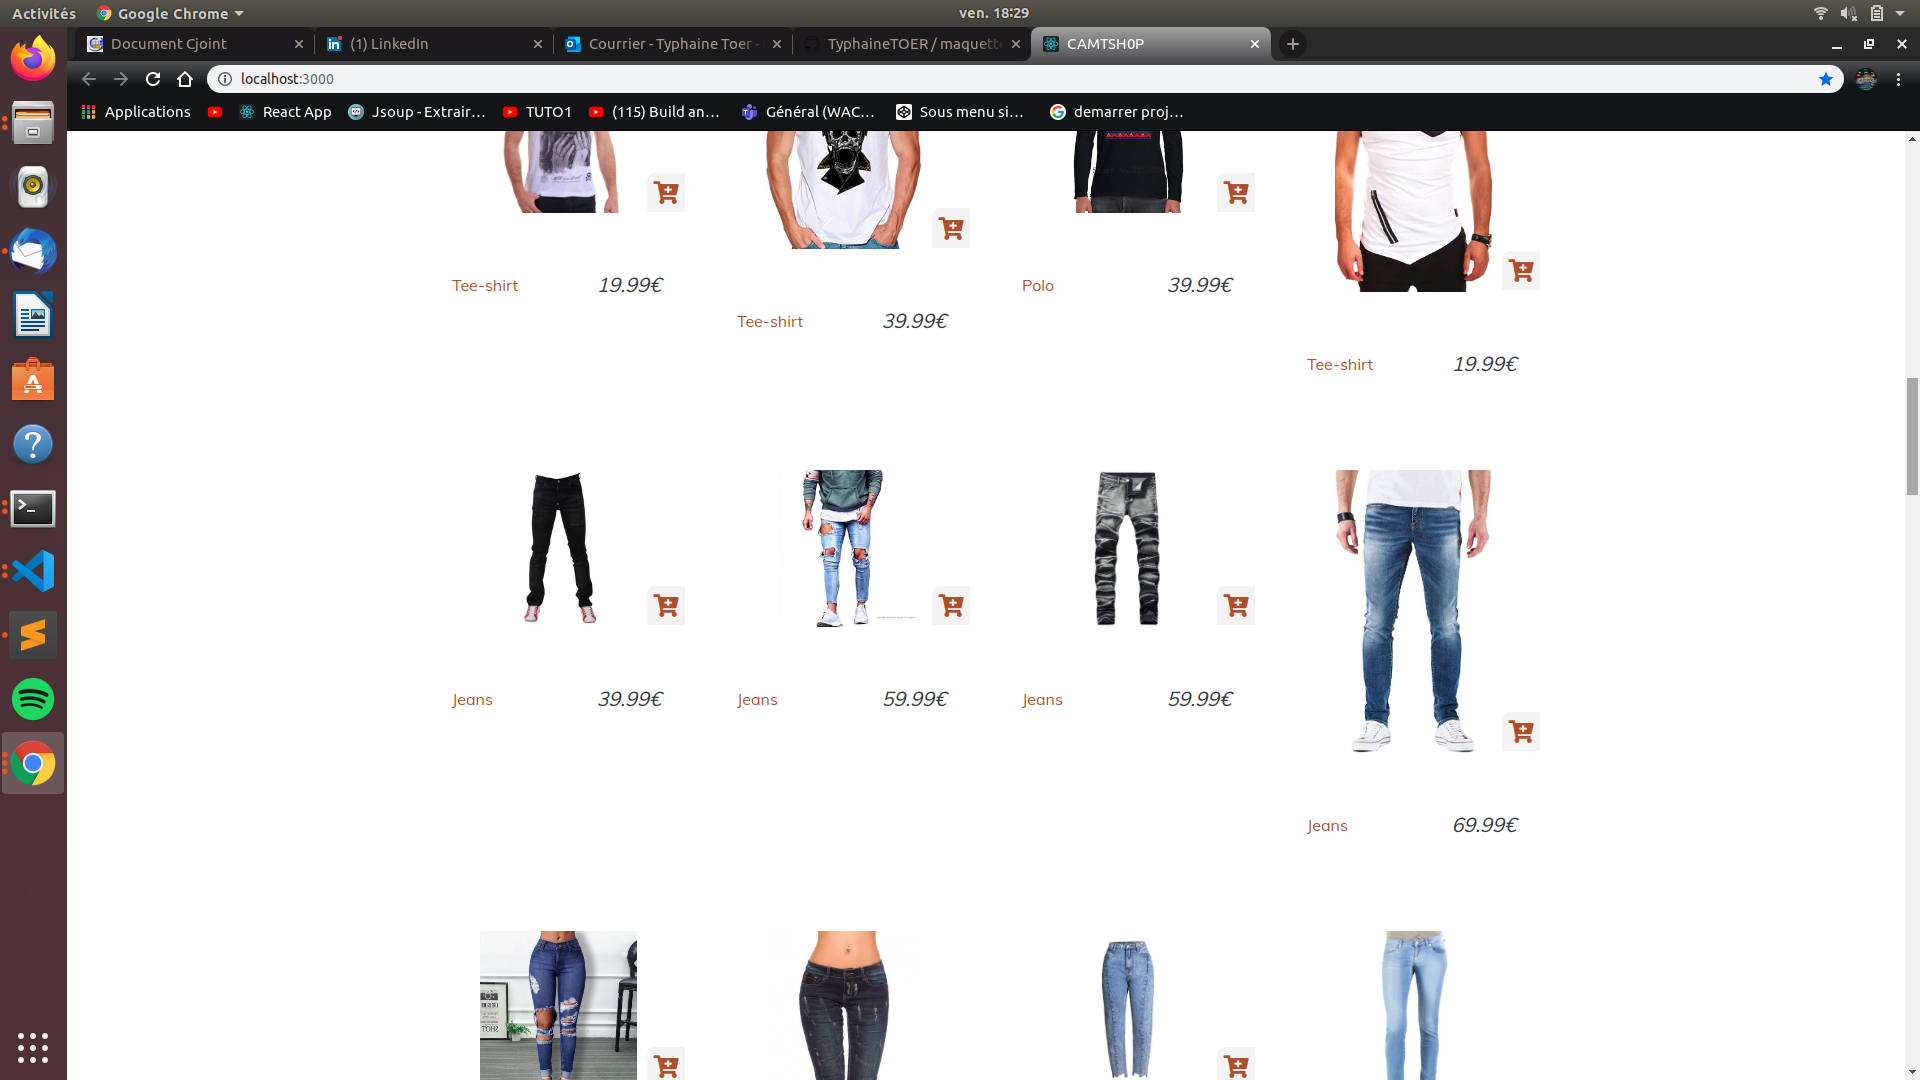 Activités
Google Chrome
ven. 18:29
Document Cjoint
(1) LinkedIn
Courrier - Typhaine Toer -
TyphaineTOER / maquette
CAMTSH0P
localhost:3000
Applications
React App
Jsoup - Extrair…
TUTO1
(115) Build an…
Général (WAC…
Sous menu si…
demarrer proj…
Tee-shirt 19.99€
Tee-shirt 39.99€
Polo 39.99€
Tee-shirt 19.99€
Jeans 39.99€
Jeans 59.99€
Jeans 59.99€
Jeans 69.99€